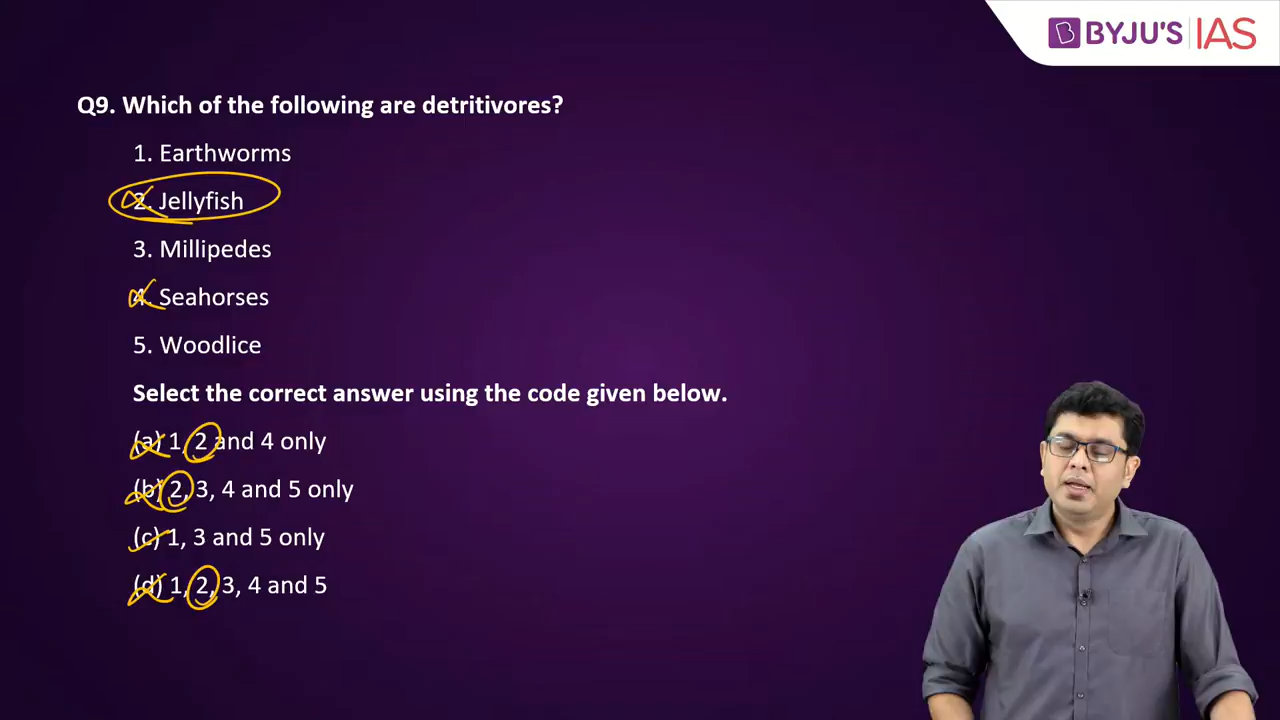 BYJU'S IAS
Q9. Which of the following are detritivores?
1. Earthworms
2. Jellyfish
3. Millipedes
4. Seahorses
5. Woodlice
Select the correct answer using the code given below.
(a) 1, 2 and 4 only
(b) 2, 3, 4 and 5 only
(c) 1, 3 and 5 only
(d) 1, 2, 3, 4 and 5